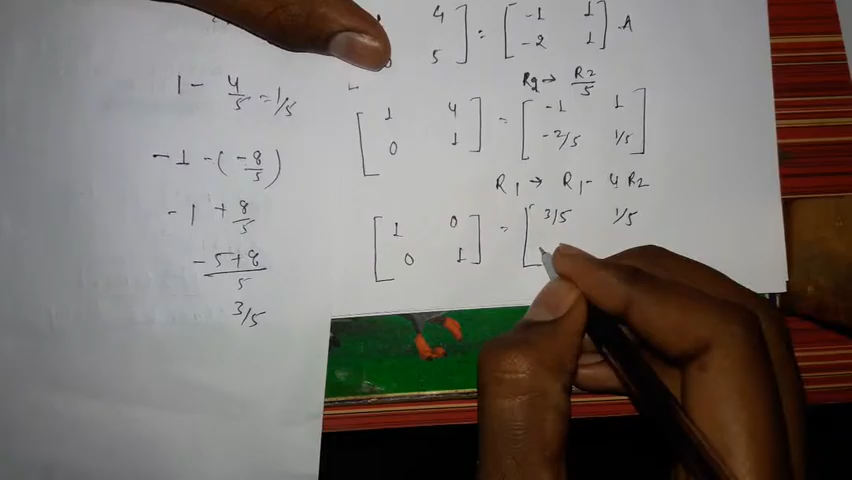 4 ] = [ -1 1 ] .A
5 ] [ -2 1 ]
R2 → R2/5
[ 1 4 ] = [ -1 1 ]
[ 0 1 ] [ -2/5 1/5 ]
R1 → R1 - 4R2
[ 1 0 ] = [ 3/5 1/5
[ 0 1 ] [
1 - 4/5 = 1/5
-1 - (-8/5)
-1 + 8/5
-5+8/5
3/5